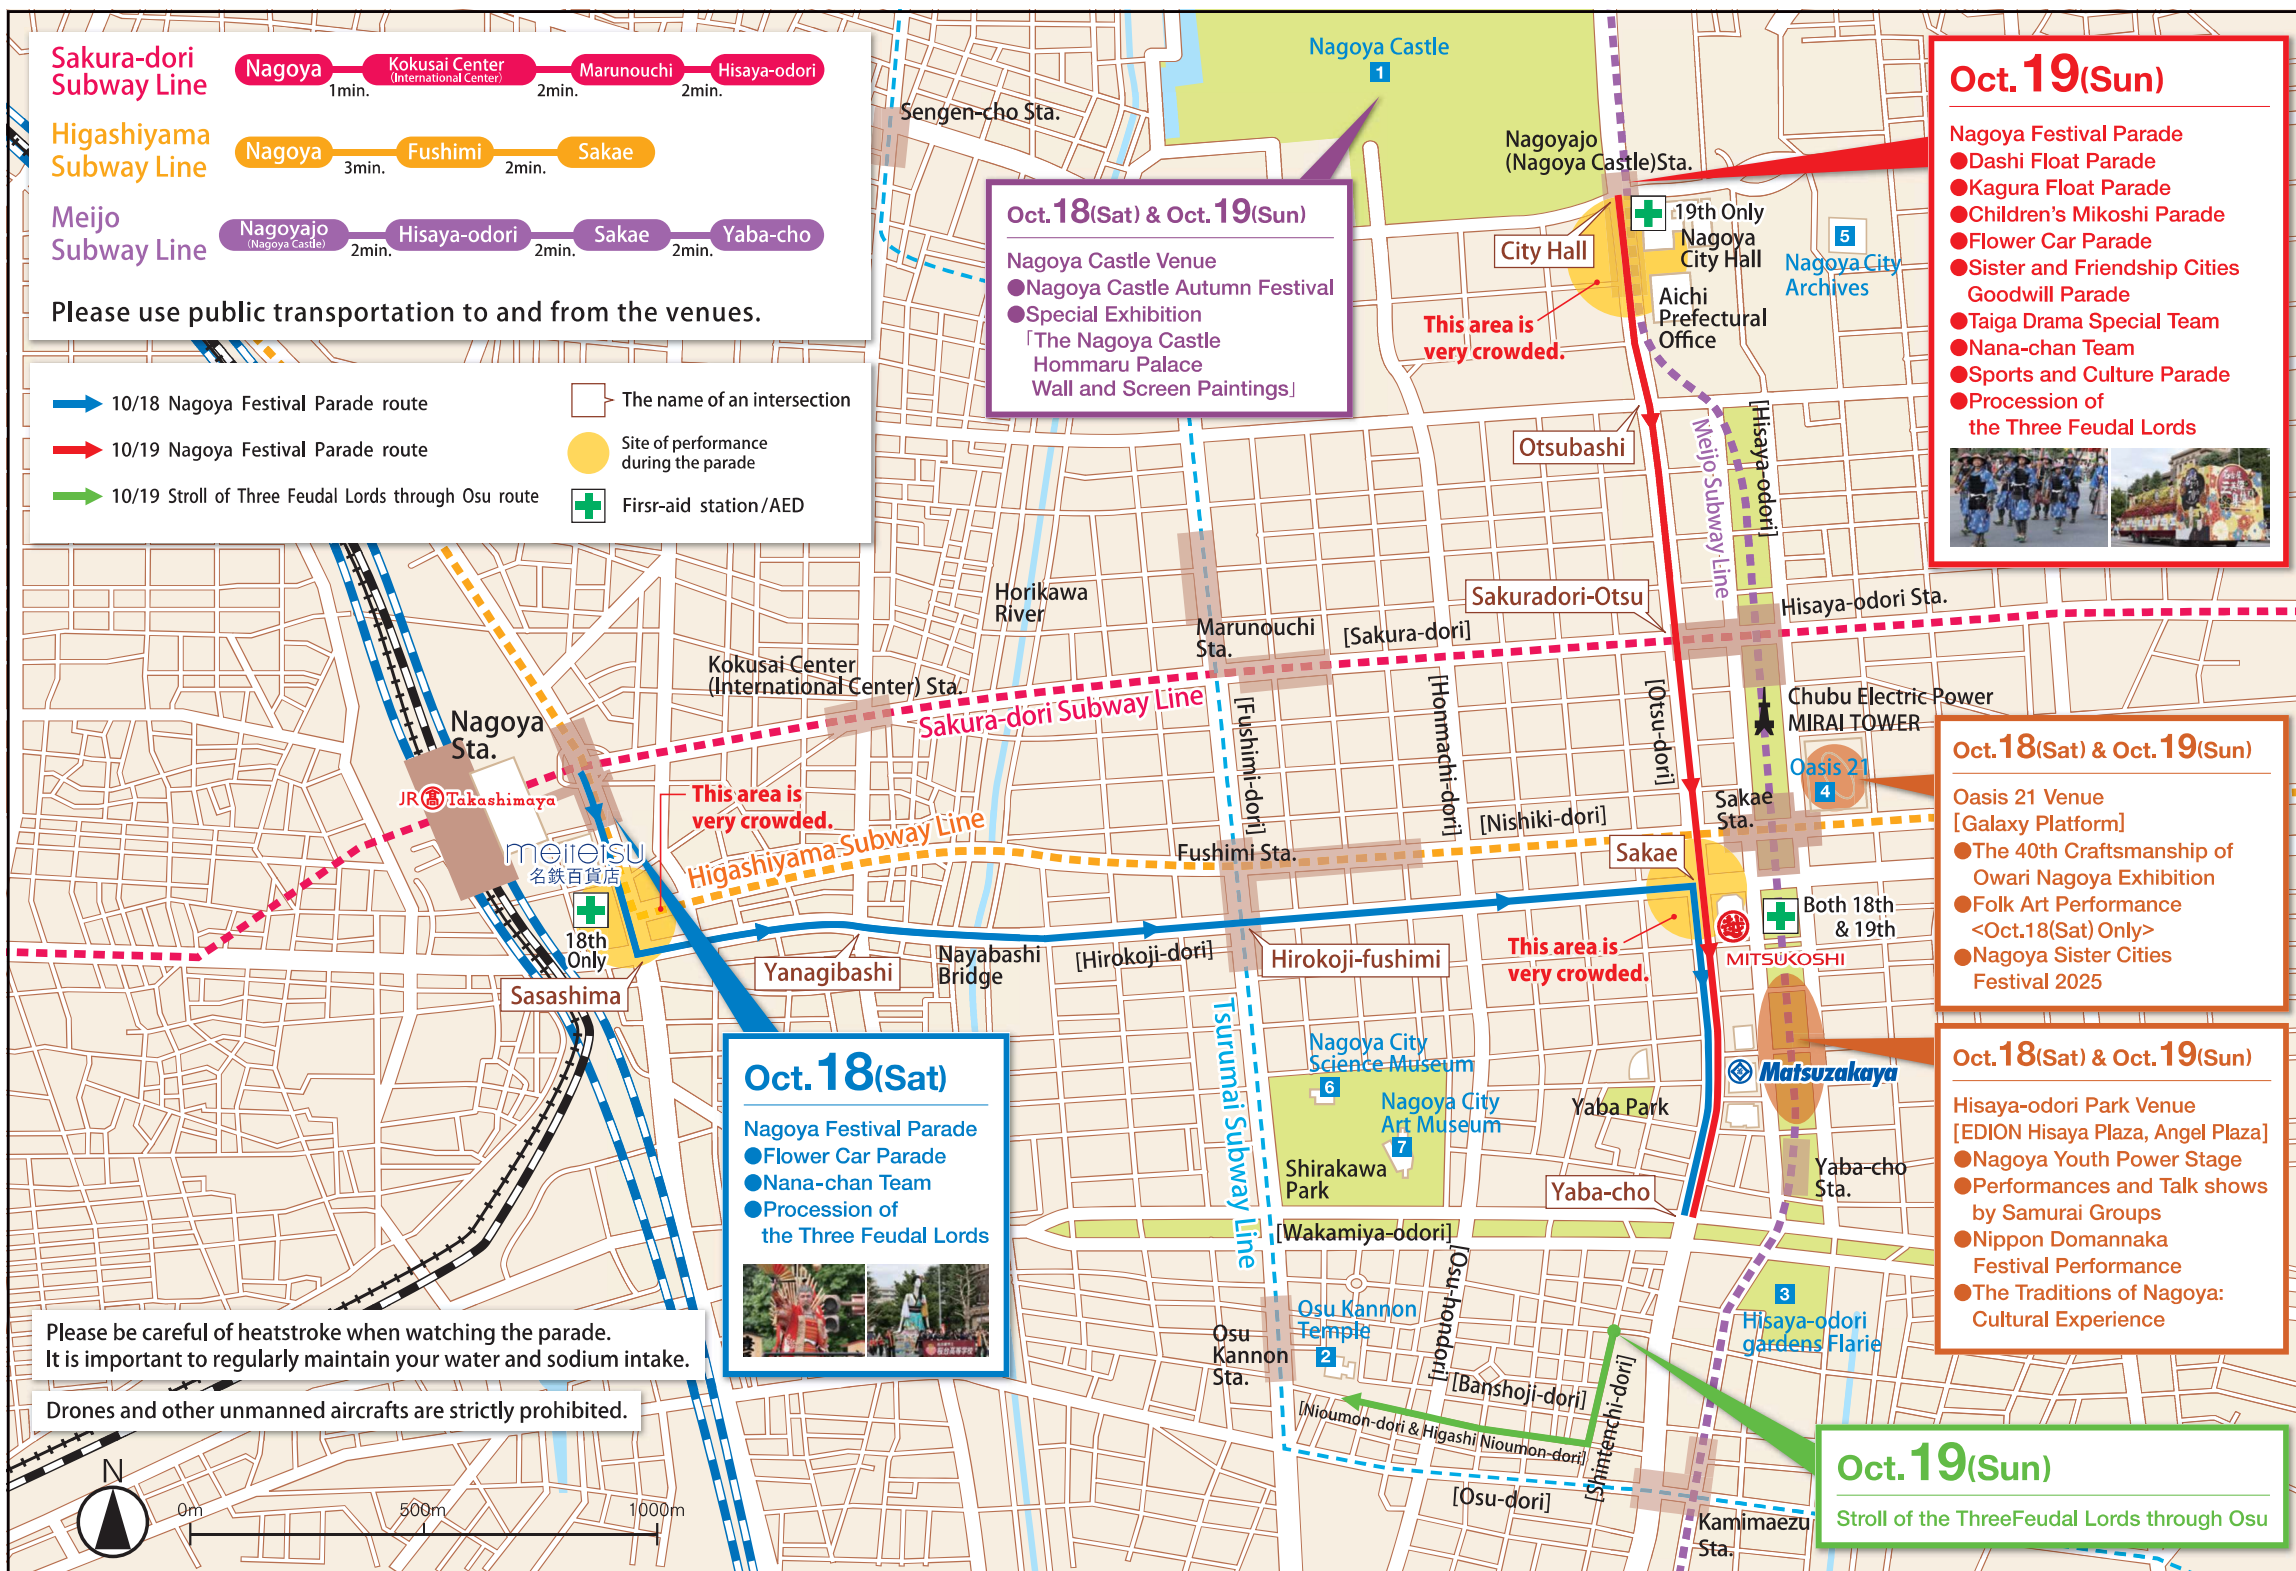 Sakura-dori
Subway Line
Nagoya
Kokusai Center
(International Center)
Marunouchi
Hisaya-odori
1min.
2min.
2min.
Higashiyama
Subway Line
Nagoya
Fushimi
Sakae
3min.
2min.
Meijo
Subway Line
Nagoyajo
(Nagoya Castle)
Hisaya-odori
Sakae
Yaba-cho
2min.
2min.
2min.
Please use public transportation to and from the venues.
10/18 Nagoya Festival Parade route
10/19 Nagoya Festival Parade route
10/19 Stroll of Three Feudal Lords through Osu route
The name of an intersection
Site of performance
during the parade
Firsr-aid station/AED
Nagoya Castle
1
Sengen-cho Sta.
Nagoyajo
(Nagoya Castle)Sta.
Oct.18(Sat) & Oct.19(Sun)
Nagoya Castle Venue
●Nagoya Castle Autumn Festival
●Special Exhibition
「The Nagoya Castle
Hommaru Palace
Wall and Screen Paintings」
City Hall
19th Only
Nagoya
City Hall
5
Nagoya City
Archives
Aichi
Prefectural
Office
This area is
very crowded.
Oct.19(Sun)
Nagoya Festival Parade
●Dashi Float Parade
●Kagura Float Parade
●Children's Mikoshi Parade
●Flower Car Parade
●Sister and Friendship Cities
Goodwill Parade
●Taiga Drama Special Team
●Nana-chan Team
●Sports and Culture Parade
●Procession of
the Three Feudal Lords
Otsubashi
Meijo Subway Line
[Hisaya-odori]
Horikawa
River
Sakuradori-Otsu
Hisaya-odori Sta.
Marunouchi
Sta.
[Sakura-dori]
Kokusai Center
(International Center) Sta.
Sakura-dori Subway Line
[Fushimi-dori]
[Hommachi-dori]
[Otsu-dori]
Chubu Electric Power
MIRAI TOWER
Nagoya
Sta.
JR髙Takashimaya
meitetsu
名鉄百貨店
This area is
very crowded.
Higashiyama Subway Line
Fushimi Sta.
[Nishiki-dori]
Sakae
Sakae
Sta.
Oasis 21
4
Oct.18(Sat) & Oct.19(Sun)
Oasis 21 Venue
[Galaxy Platform]
●The 40th Craftsmanship of
Owari Nagoya Exhibition
●Folk Art Performance
<Oct.18(Sat) Only>
●Nagoya Sister Cities
Festival 2025
18th
Only
Sasashima
Yanagibashi
Nayabashi
Bridge
[Hirokoji-dori]
Hirokoji-fushimi
This area is
very crowded.
MITSUKOSHI
Both 18th
& 19th
Oct.18(Sat)
Nagoya Festival Parade
●Flower Car Parade
●Nana-chan Team
●Procession of
the Three Feudal Lords
Tsurumai Subway Line
Nagoya City
Science Museum
6
Nagoya City
Art Museum
7
Shirakawa
Park
Yaba Park
Matsuzakaya
Yaba-cho
Yaba-cho
Sta.
Oct.18(Sat) & Oct.19(Sun)
Hisaya-odori Park Venue
[EDION Hisaya Plaza, Angel Plaza]
●Nagoya Youth Power Stage
●Performances and Talk shows
by Samurai Groups
●Nippon Domannaka
Festival Performance
●The Traditions of Nagoya:
Cultural Experience
[Wakamiya-odori]
Osu Kannon
Temple
2
Osu
Kannon
Sta.
[Osu-hondori]
3
Hisaya-odori
gardens Flarie
[Banshoji-dori]
[Nioumon-dori & Higashi Nioumon-dori]
[Shintenchi-dori]
[Osu-dori]
Kamimaezu
Sta.
Oct.19(Sun)
Stroll of the ThreeFeudal Lords through Osu
Please be careful of heatstroke when watching the parade.
It is important to regularly maintain your water and sodium intake.
Drones and other unmanned aircrafts are strictly prohibited.
N
0m
500m
1000m